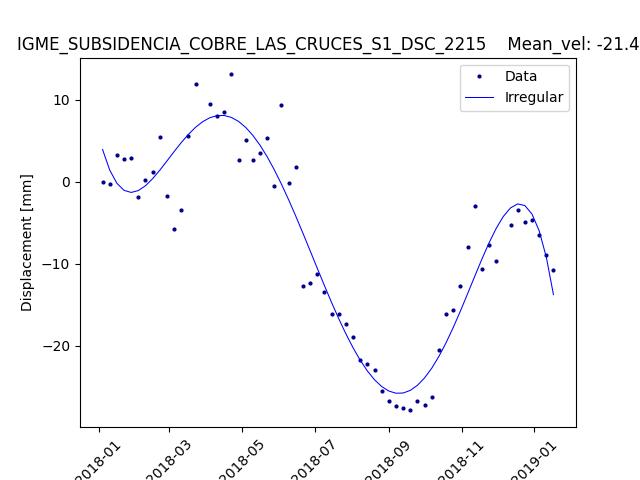 IGME_SUBSIDENCIA_COBRE_LAS_CRUCES_S1_DSC_2215 Mean_vel: -21.4
Data
Irregular
Displacement [mm]
10
0
−10
−20
2018-01
2018-03
2018-05
2018-07
2018-09
2018-11
2019-01